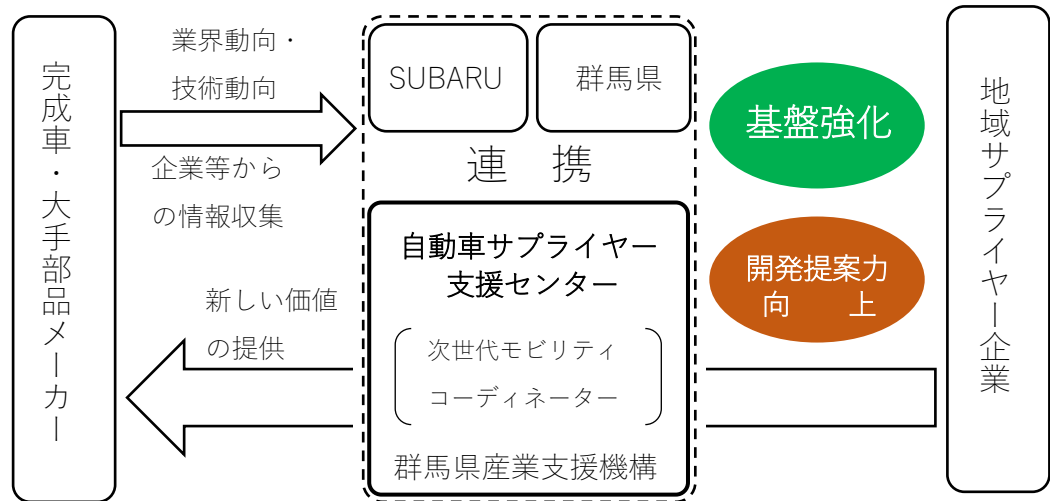 完成車・大手部品メーカー
業界動向・
技術動向
企業等から
の情報収集
新しい価値
の提供
SUBARU
群馬県
連　携
自動車サプライヤー
支援センター
次世代モビリティ
コーディネーター
群馬県産業支援機構
基盤強化
開発提案力
向　　上
地域サプライヤー企業